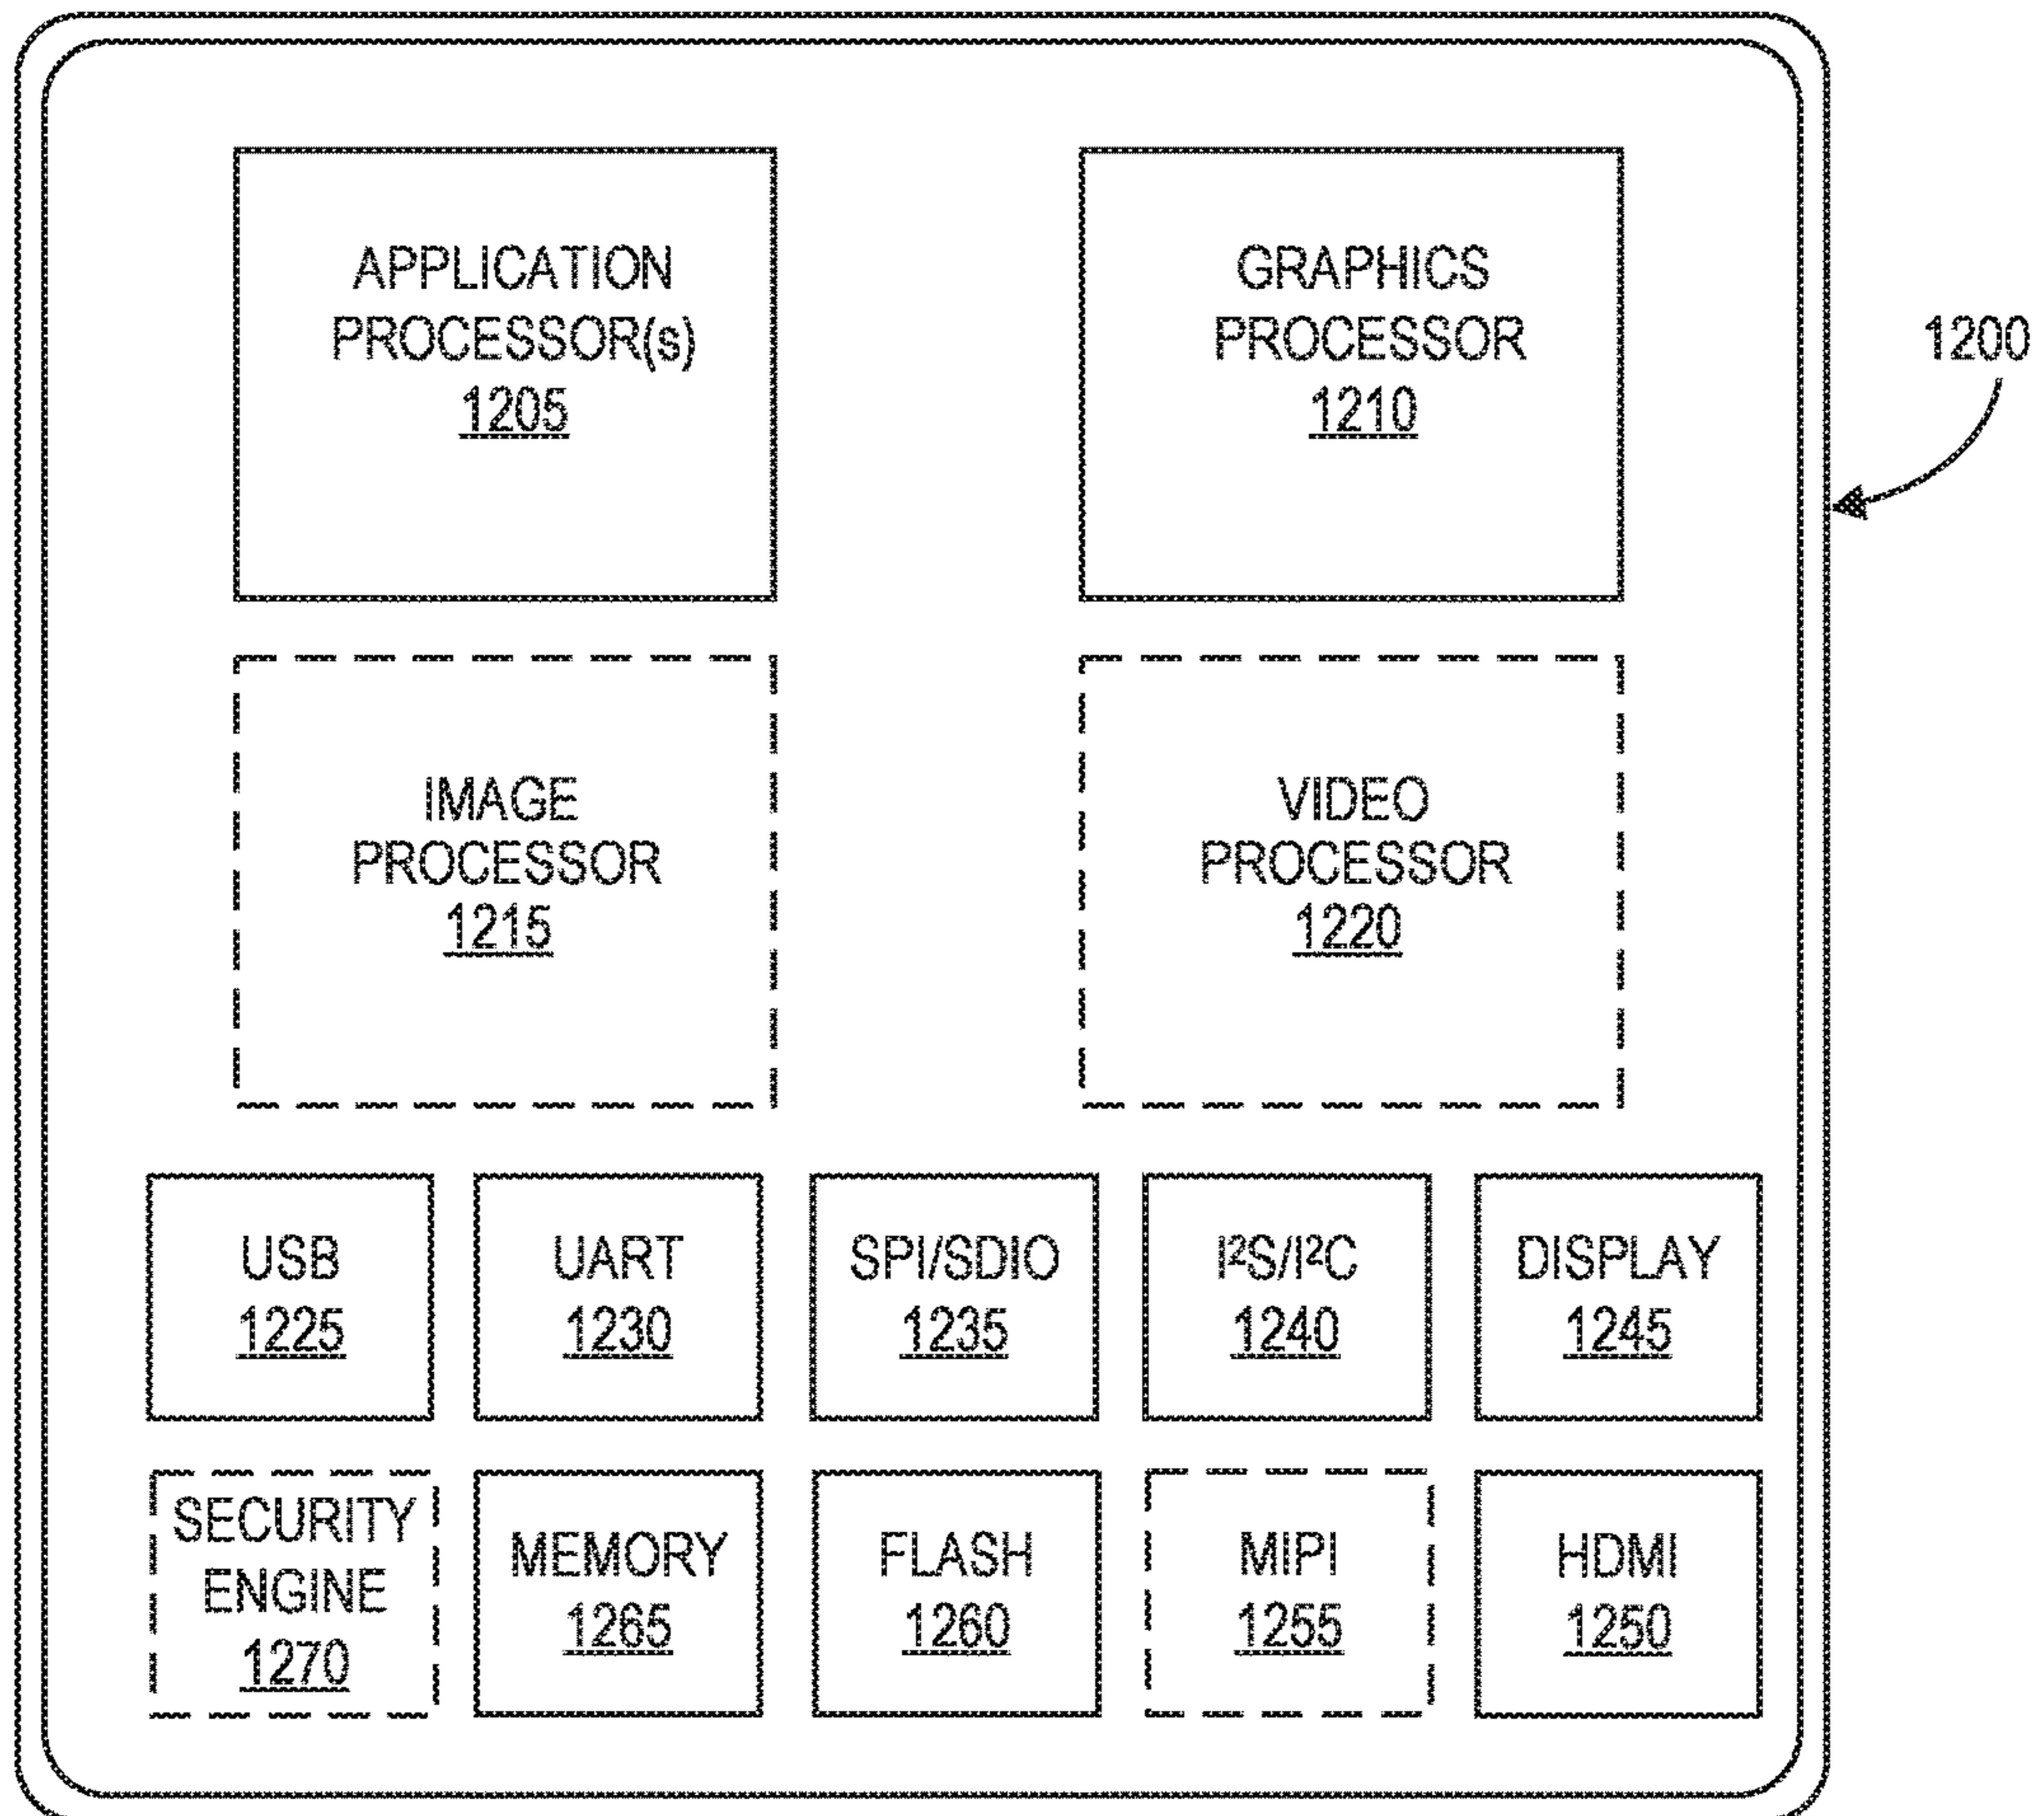 APPLICATION
PROCESSOR(s)
1205
GRAPHICS
PROCESSOR
1210
1200
IMAGE
PROCESSOR
1215
VIDEO
PROCESSOR
1220
USB
1225
UART
1230
SPI/SDIO
1235
I²S/I²C
1240
DISPLAY
1245
SECURITY
ENGINE
1270
MEMORY
1265
FLASH
1260
MIPI
1255
HDMI
1250